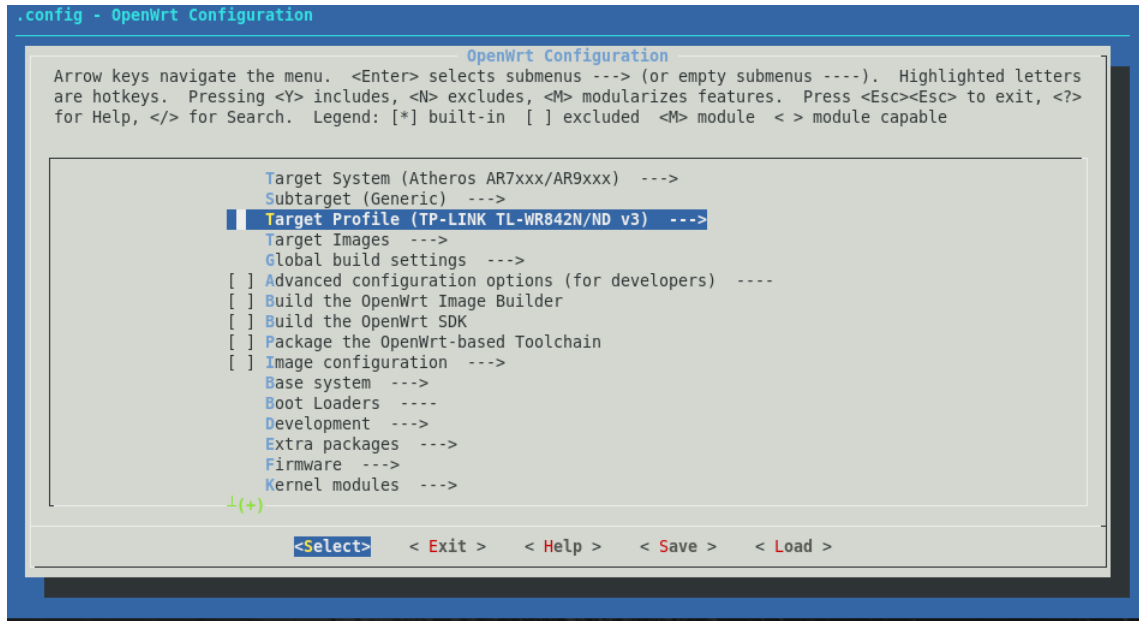 .config - OpenWrt Configuration
OpenWrt Configuration
Arrow keys navigate the menu.  <Enter> selects submenus ---> (or empty submenus ----).  Highlighted letters
are hotkeys.  Pressing <Y> includes, <N> excludes, <M> modularizes features.  Press <Esc><Esc> to exit, <?>
for Help, </> for Search.  Legend: [*] built-in  [ ] excluded  <M> module  < > module capable
Target System (Atheros AR7xxx/AR9xxx)  --->
Subtarget (Generic)  --->
Target Profile (TP-LINK TL-WR842N/ND v3)  --->
Target Images  --->
Global build settings  --->
[ ] Advanced configuration options (for developers)  ----
[ ] Build the OpenWrt Image Builder
[ ] Build the OpenWrt SDK
[ ] Package the OpenWrt-based Toolchain
[ ] Image configuration  --->
Base system  --->
Boot Loaders  ----
Development  --->
Extra packages  --->
Firmware  --->
Kernel modules  --->
┴(+)
<Select>    < Exit >    < Help >    < Save >    < Load >